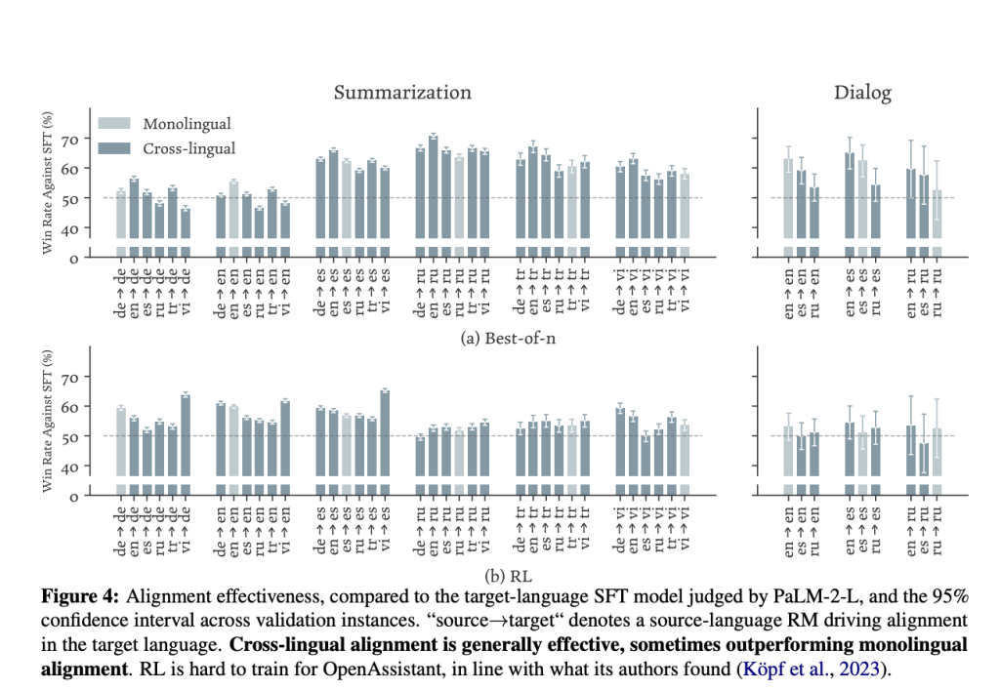 Summarization
Dialog
Win Rate Against SFT (%)
70
60
50
40
0
Monolingual
Cross-lingual
de → de
en → de
es → de
ru → de
tr → de
vi → de
de → en
en → en
es → en
ru → en
tr → en
vi → en
de → es
en → es
es → es
ru → es
tr → es
vi → es
de → ru
en → ru
es → ru
ru → ru
tr → ru
vi → ru
de → tr
en → tr
es → tr
ru → tr
tr → tr
vi → tr
de → vi
en → vi
es → vi
ru → vi
tr → vi
vi → vi
en → en
es → en
ru → en
en → es
es → es
ru → es
en → ru
es → ru
ru → ru
(a) Best-of-n
Win Rate Against SFT (%)
70
60
50
40
0
de → de
en → de
es → de
ru → de
tr → de
vi → de
de → en
en → en
es → en
ru → en
tr → en
vi → en
de → es
en → es
es → es
ru → es
tr → es
vi → es
de → ru
en → ru
es → ru
ru → ru
tr → ru
vi → ru
de → tr
en → tr
es → tr
ru → tr
tr → tr
vi → tr
de → vi
en → vi
es → vi
ru → vi
tr → vi
vi → vi
en → en
es → en
ru → en
en → es
es → es
ru → es
en → ru
es → ru
ru → ru
(b) RL
Figure 4: Alignment effectiveness, compared to the target-language SFT model judged by PaLM-2-L, and the 95%
confidence interval across validation instances. “source→target“ denotes a source-language RM driving alignment
in the target language. Cross-lingual alignment is generally effective, sometimes outperforming monolingual
alignment. RL is hard to train for OpenAssistant, in line with what its authors found (Köpf et al., 2023).